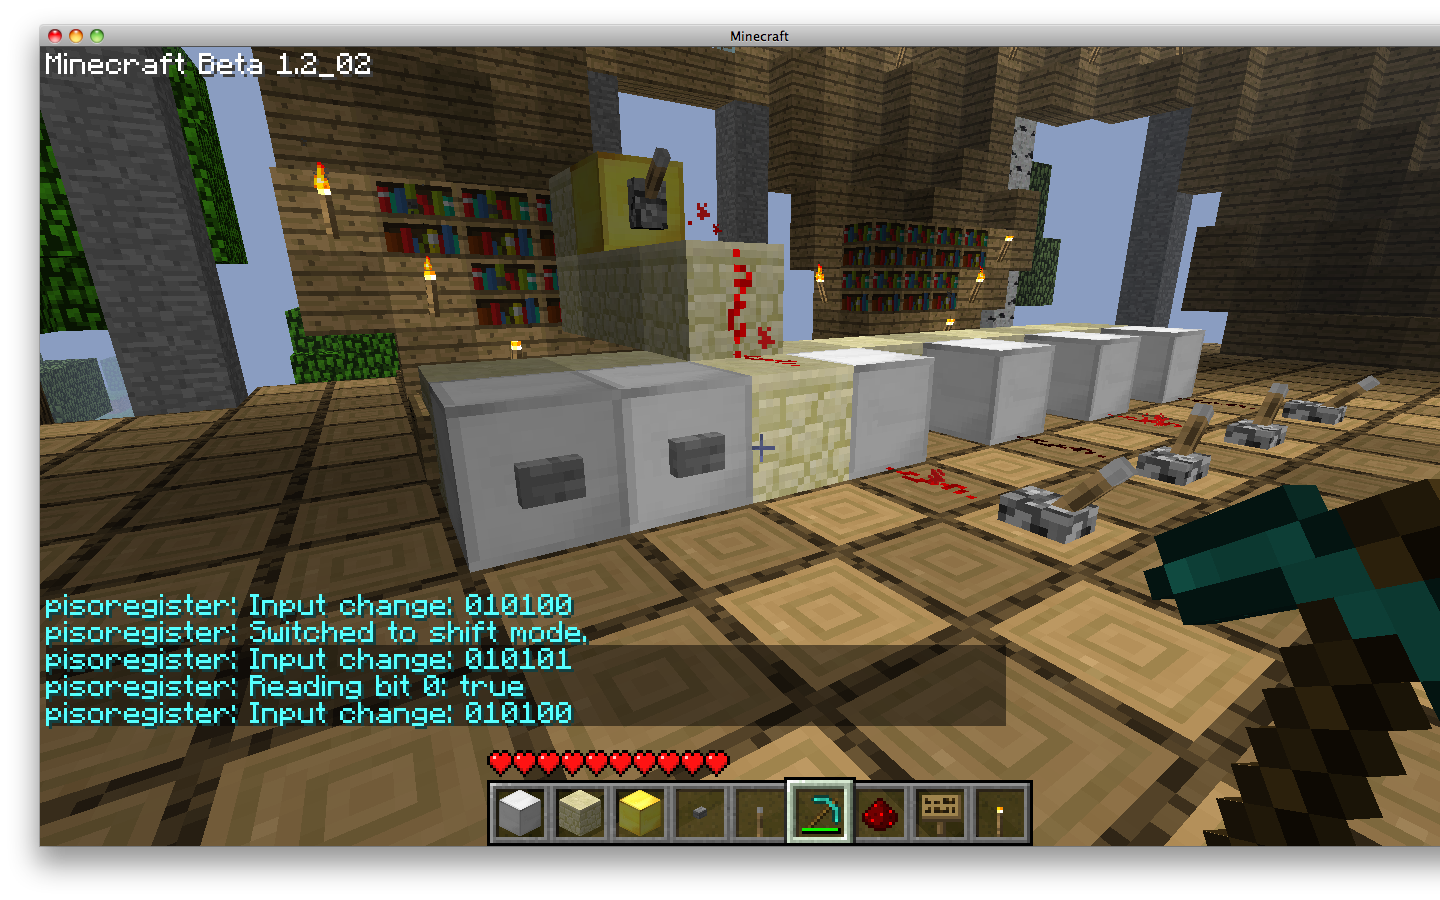 Minecraft
Minecraft Beta 1.2_02
pisoregister: Input change: 010100
pisoregister: Switched to shift mode.
pisoregister: Input change: 010101
pisoregister: Reading bit 0: true
pisoregister: Input change: 010100